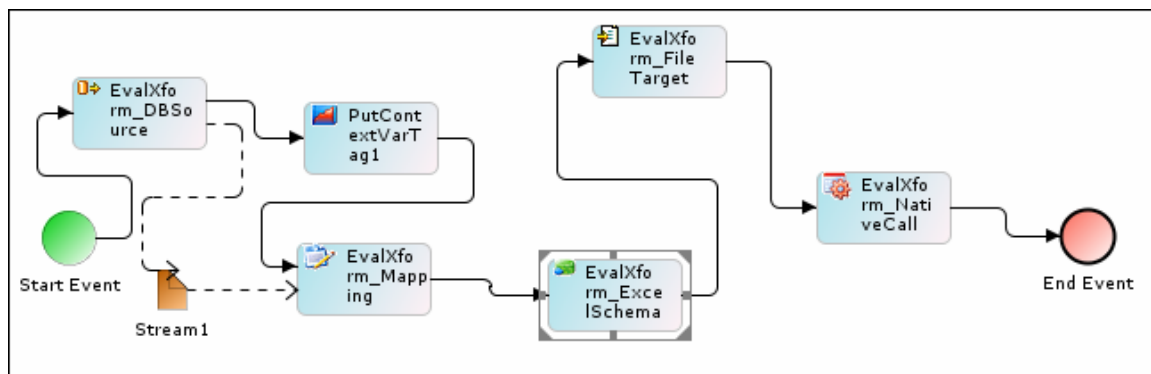 EvalXfo
rm_DBSo
urce
Start Event
Stream1
PutCont
extVarT
ag1
EvalXfo
rm_Mapp
ing
EvalXfo
rm_Exce
lSchema
EvalXfo
rm_File
Target
EvalXfo
rm_Nati
veCall
End Event